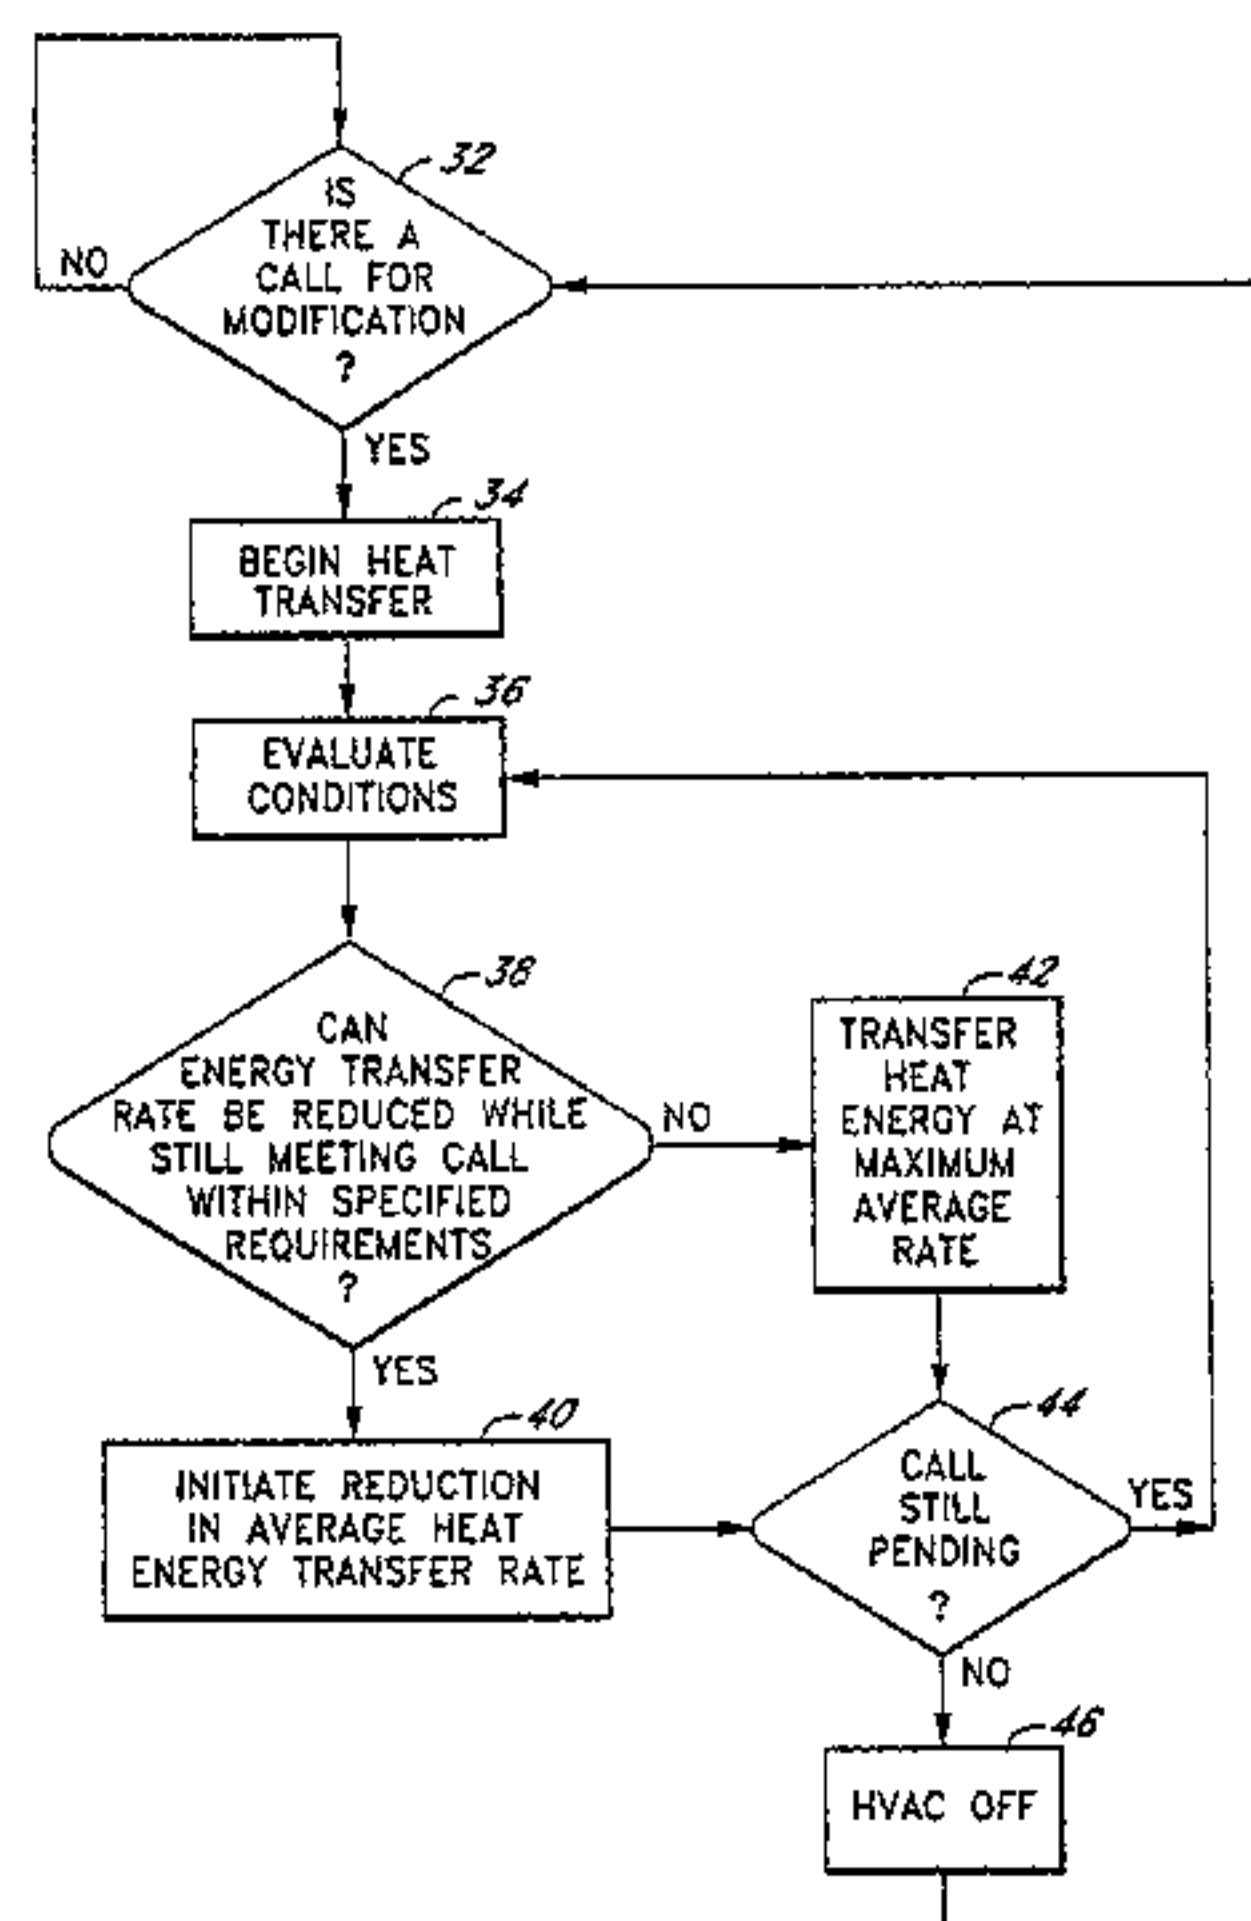 32
IS
THERE A
CALL FOR
MODIFICATION
?
NO
YES
34
BEGIN HEAT
TRANSFER
36
EVALUATE
CONDITIONS
38
CAN
ENERGY TRANSFER
RATE BE REDUCED WHILE
STILL MEETING CALL
WITHIN SPECIFIED
REQUIREMENTS
?
NO
YES
42
TRANSFER
HEAT
ENERGY AT
MAXIMUM
AVERAGE
RATE
40
INITIATE REDUCTION
IN AVERAGE HEAT
ENERGY TRANSFER RATE
44
CALL
STILL
PENDING
?
YES
NO
46
HVAC OFF